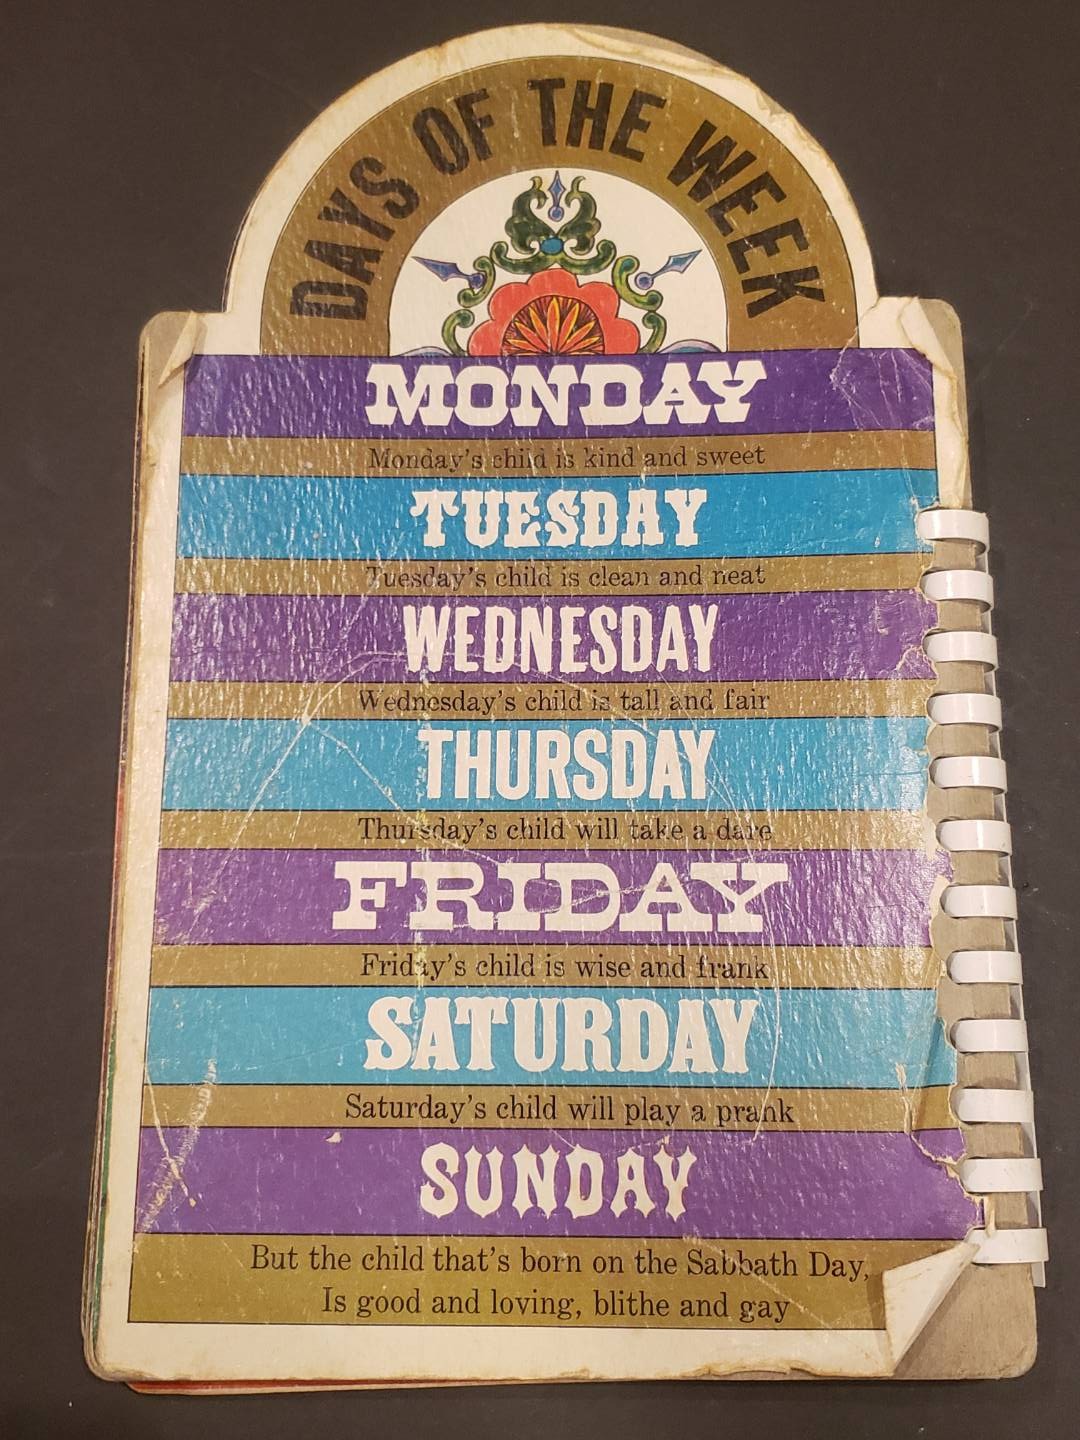 DAYS OF THE WEEK
MONDAY
Monday's child is kind and sweet
TUESDAY
Tuesday's child is clean and neat
WEDNESDAY
Wednesday's child is tall and fair
THURSDAY
Thursday's child will take a dare
FRIDAY
Friday's child is wise and frank
SATURDAY
Saturday's child will play a prank
SUNDAY
But the child that's born on the Sabbath Day,
Is good and loving, blithe and gay